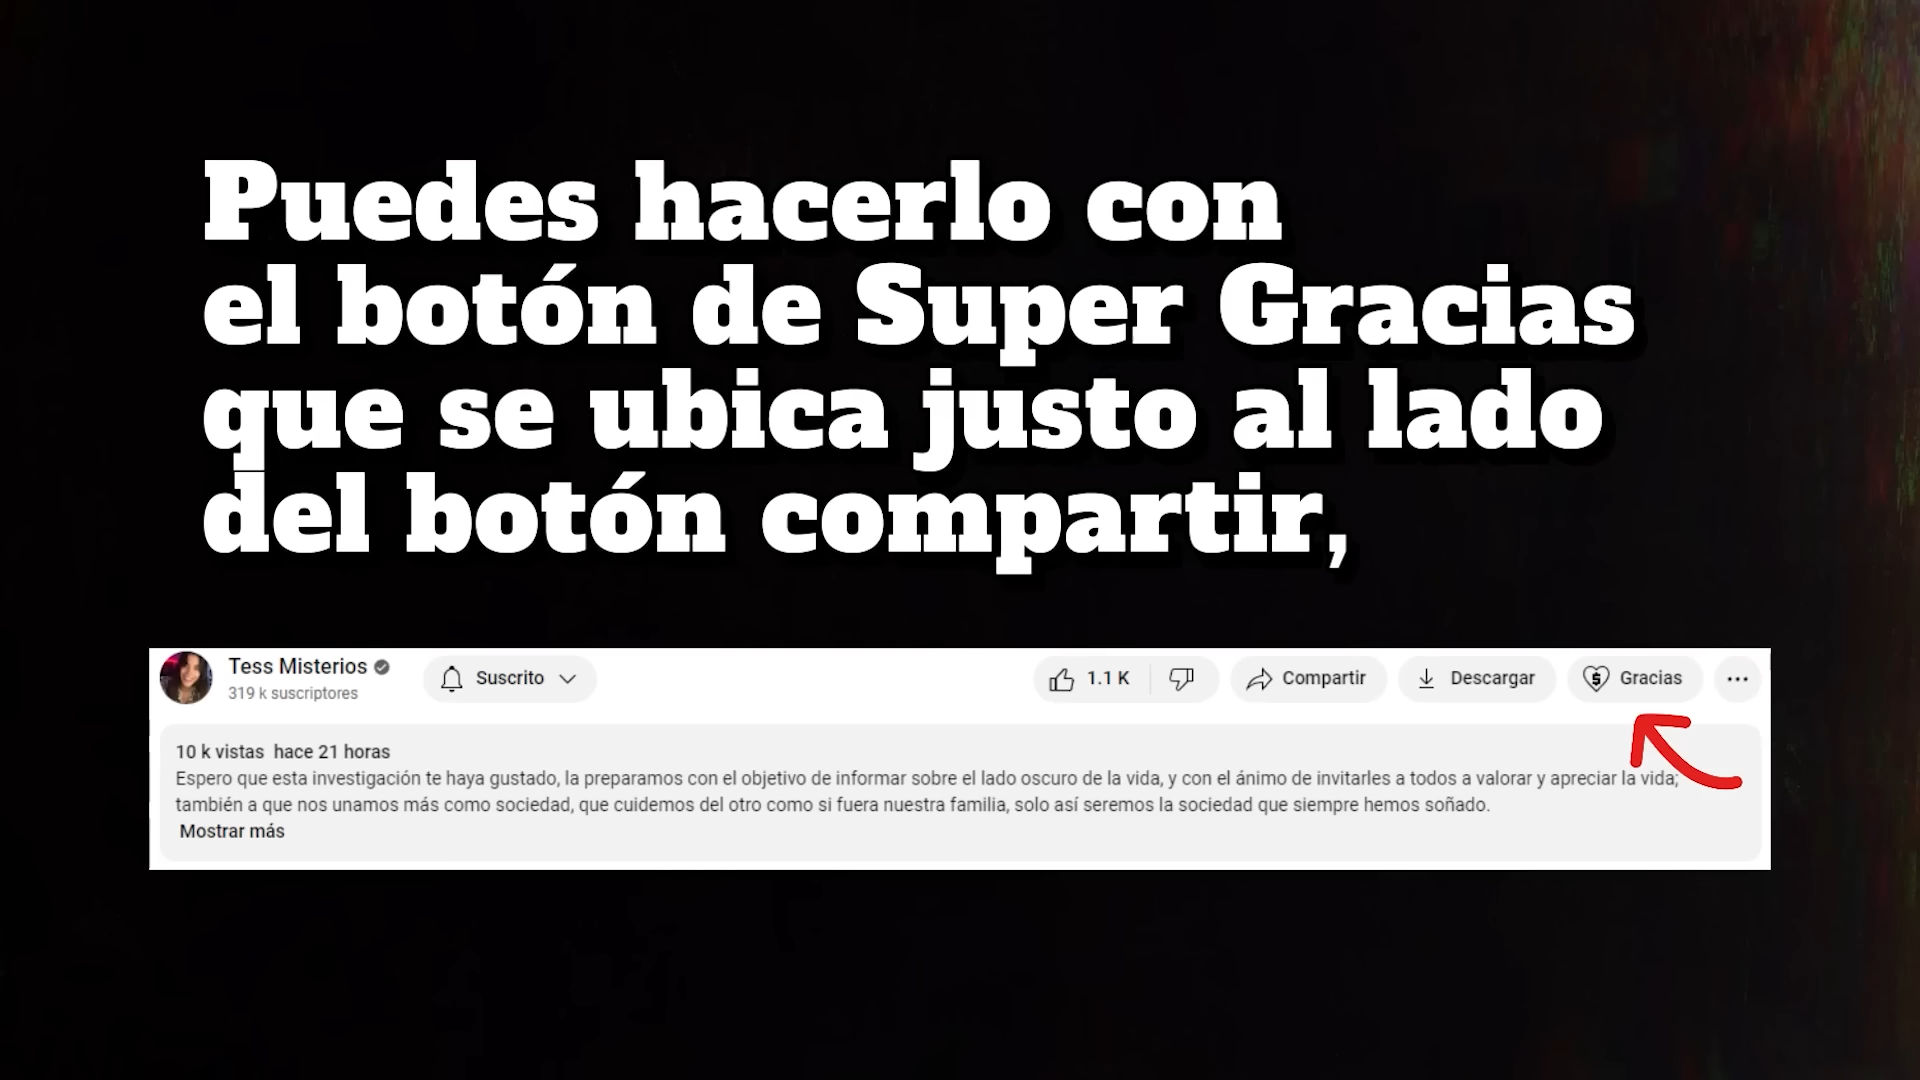 Puedes hacerlo con
el botón de Super Gracias
que se ubica justo al lado
del botón compartir,
Tess Misterios
319 k suscriptores
Suscrito
1.1 K
Compartir
Descargar
Gracias
10 k vistas hace 21 horas
Espero que esta investigación te haya gustado, la preparamos con el objetivo de informar sobre el lado oscuro de la vida, y con el ánimo de invitarles a todos a valorar y apreciar la vida;
también a que nos unamos más como sociedad, que cuidemos del otro como si fuera nuestra familia, solo así seremos la sociedad que siempre hemos soñado.
Mostrar más